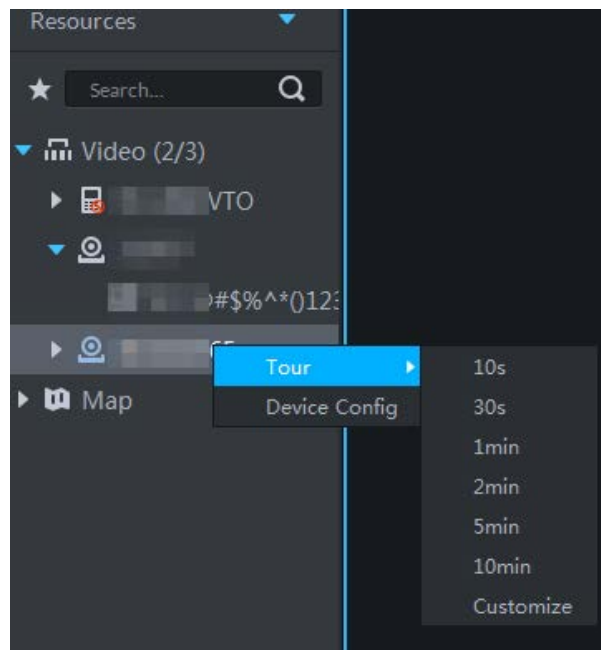 Resources
Search...
Video (2/3)
VTO
#$%^*()123
Tour
10s
Device Config
30s
Map
1min
2min
5min
10min
Customize